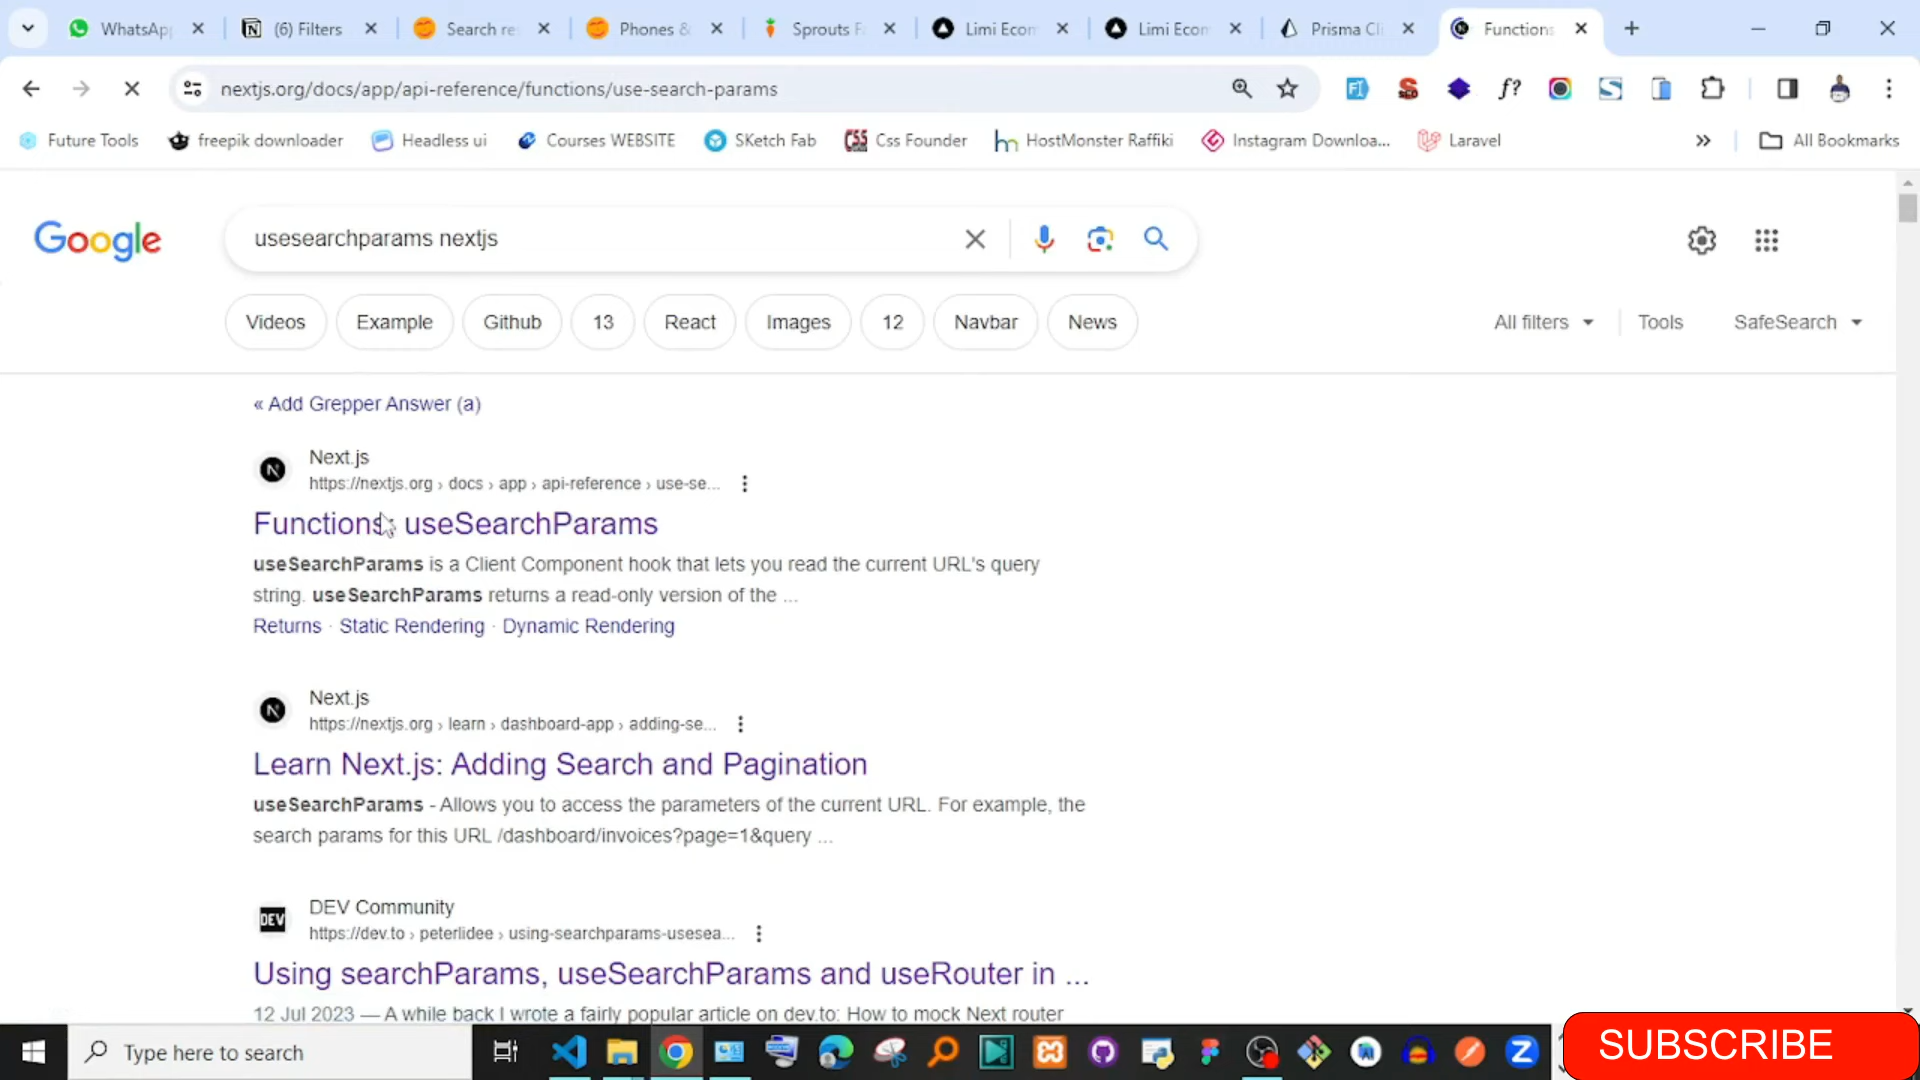 WhatsApp
(6) Filters
Search re
Phones &
Sprouts F
Limi Econ
Limi Econ
Prisma Cli
Functions
nextjs.org/docs/app/api-reference/functions/use-search-params
Future Tools
freepik downloader
Headless ui
Courses WEBSITE
SKetch Fab
Css Founder
HostMonster Raffiki
Instagram Downloa...
Laravel
All Bookmarks
Google
usesearchparams nextjs
Videos
Example
Github
13
React
Images
12
Navbar
News
All filters
Tools
SafeSearch
« Add Grepper Answer (a)
Next.js
https://nextjs.org › docs › app › api-reference › use-se...
Functions: useSearchParams
useSearchParams is a Client Component hook that lets you read the current URL's query
string. useSearchParams returns a read-only version of the ...
Returns · Static Rendering · Dynamic Rendering
Next.js
https://nextjs.org › learn › dashboard-app › adding-se...
Learn Next.js: Adding Search and Pagination
useSearchParams - Allows you to access the parameters of the current URL. For example, the
search params for this URL /dashboard/invoices?page=1&query ...
DEV Community
https://dev.to › peterlidee › using-searchparams-usesea...
Using searchParams, useSearchParams and useRouter in ...
12 Jul 2023 — A while back I wrote a fairly popular article on dev.to: How to mock Next router
Type here to search
SUBSCRIBE